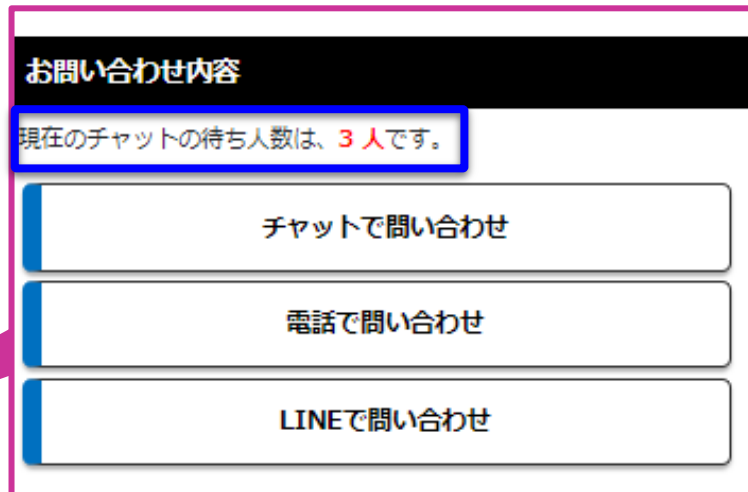 お問い合わせ内容
現在のチャットの待ち人数は、3 人です。
チャットで問い合わせ
電話で問い合わせ
LINEで問い合わせ